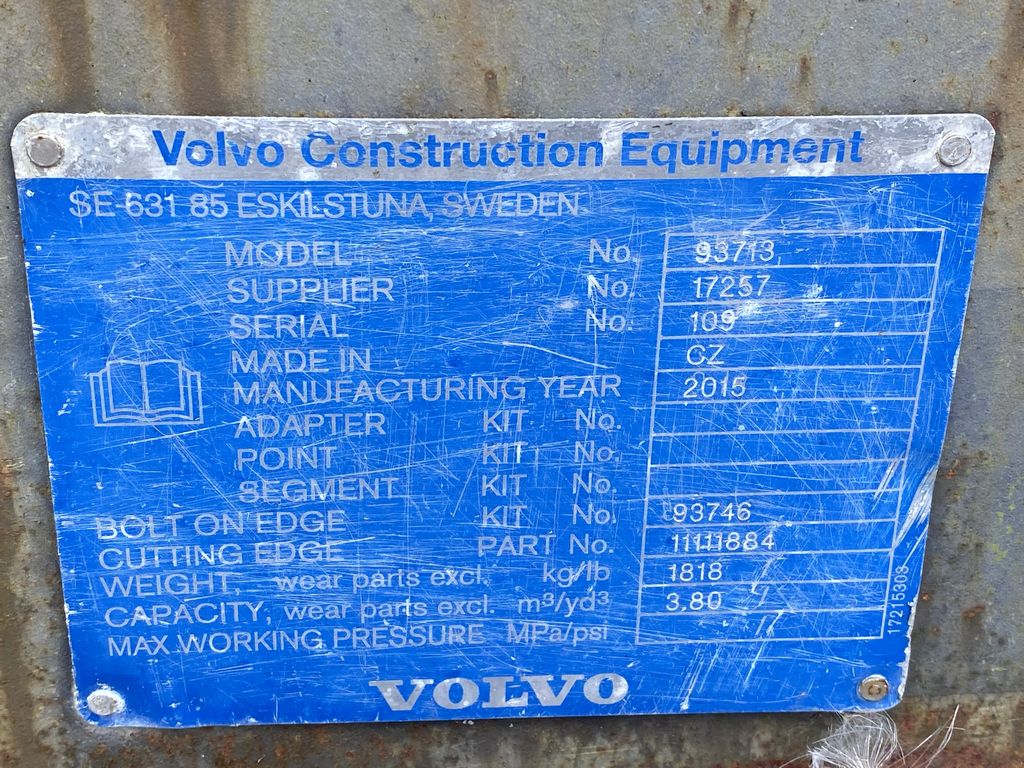 Volvo Construction Equipment
SE-631 85 ESKILSTUNA, SWEDEN
MODEL No. 93713
SUPPLIER No. 17257
SERIAL No. 109
MADE IN CZ
MANUFACTURING YEAR 2015
ADAPTER KIT No.
POINT KIT No.
SEGMENT KIT No.
BOLT ON EDGE KIT No. 93746
CUTTING EDGE PART No. 11111884
WEIGHT, wear parts excl. kg/lb 1818
CAPACITY, wear parts excl. m³/yd³ 3,80
MAX WORKING PRESSURE MPa/psi
17215303
VOLVO